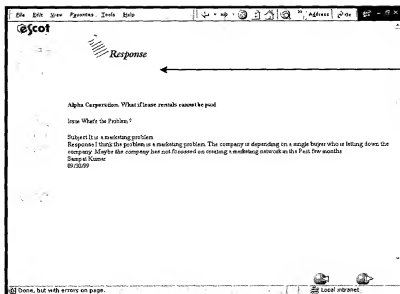 File Edit View Favorites Tools Help Address Go
eScot
Response
Alpha Corporation. What if lease rentals cannot be paid
Issue What's the Problem ?
Subject It is a marketing problem
Response I think the problem is a marketing problem. The company is depending on a single buyer who is letting down the
company. Maybe the company has not focussed on creating a marketing network in the Past few months
Sampat Kumar
09/30/99
Done, but with errors on page. Local intranet